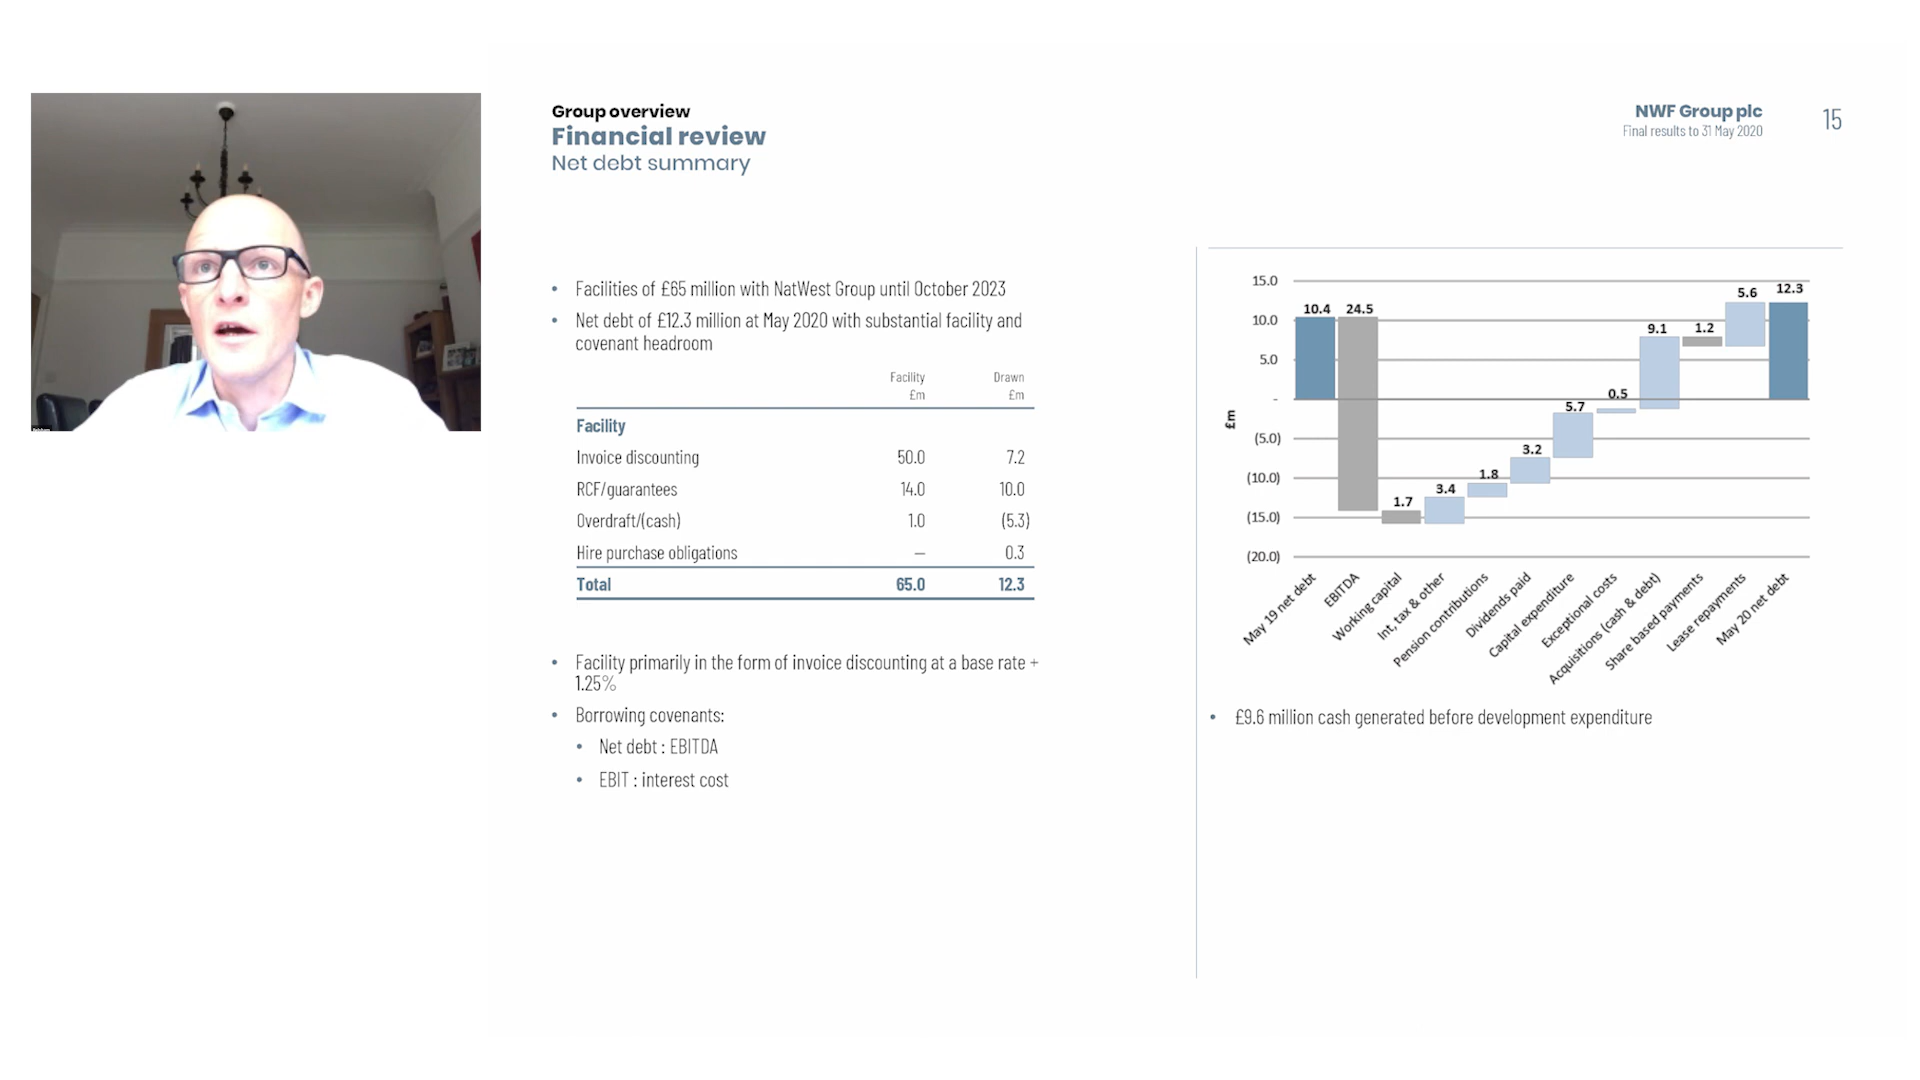 Group overview
Financial review
Net debt summary
NWF Group plc
Final results to 31 May 2020
15
• Facilities of £65 million with NatWest Group until October 2023
• Net debt of £12.3 million at May 2020 with substantial facility and
covenant headroom
Facility Drawn
£m £m
Facility
Invoice discounting 50.0 7.2
RCF/guarantees 14.0 10.0
Overdraft/(cash) 1.0 (5.3)
Hire purchase obligations — 0.3
Total 65.0 12.3
• Facility primarily in the form of invoice discounting at a base rate +
1.25%
• Borrowing covenants:
• Net debt : EBITDA
• EBIT : interest cost
£m
15.0
10.0
5.0
-
(5.0)
(10.0)
(15.0)
(20.0)
10.4
24.5
1.7
3.4
1.8
3.2
5.7
0.5
9.1
1.2
5.6
12.3
May 19 net debt
EBITDA
Working capital
Int, tax & other
Pension contributions
Dividends paid
Capital expenditure
Exceptional costs
Acquisitions (cash & debt)
Share based payments
Lease repayments
May 20 net debt
• £9.6 million cash generated before development expenditure